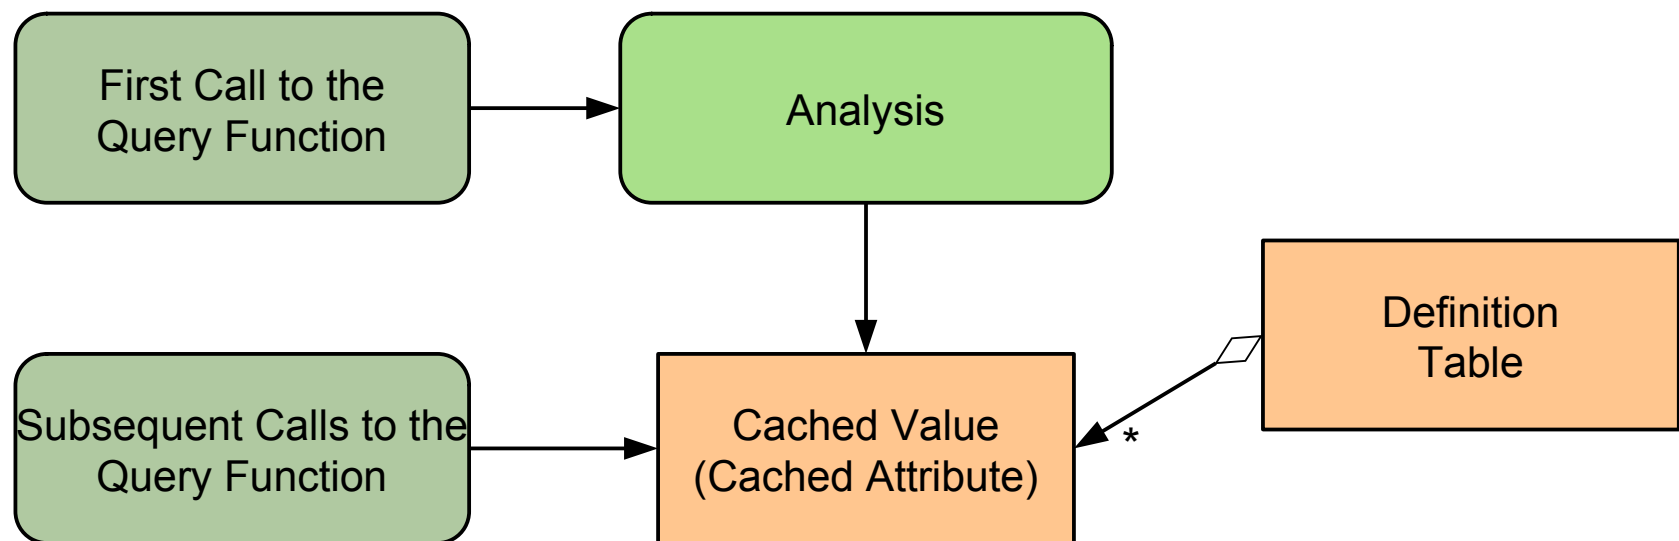 First Call to the
Query Function
Analysis
Definition
Table
Subsequent Calls to the
Query Function
Cached Value
(Cached Attribute)
*